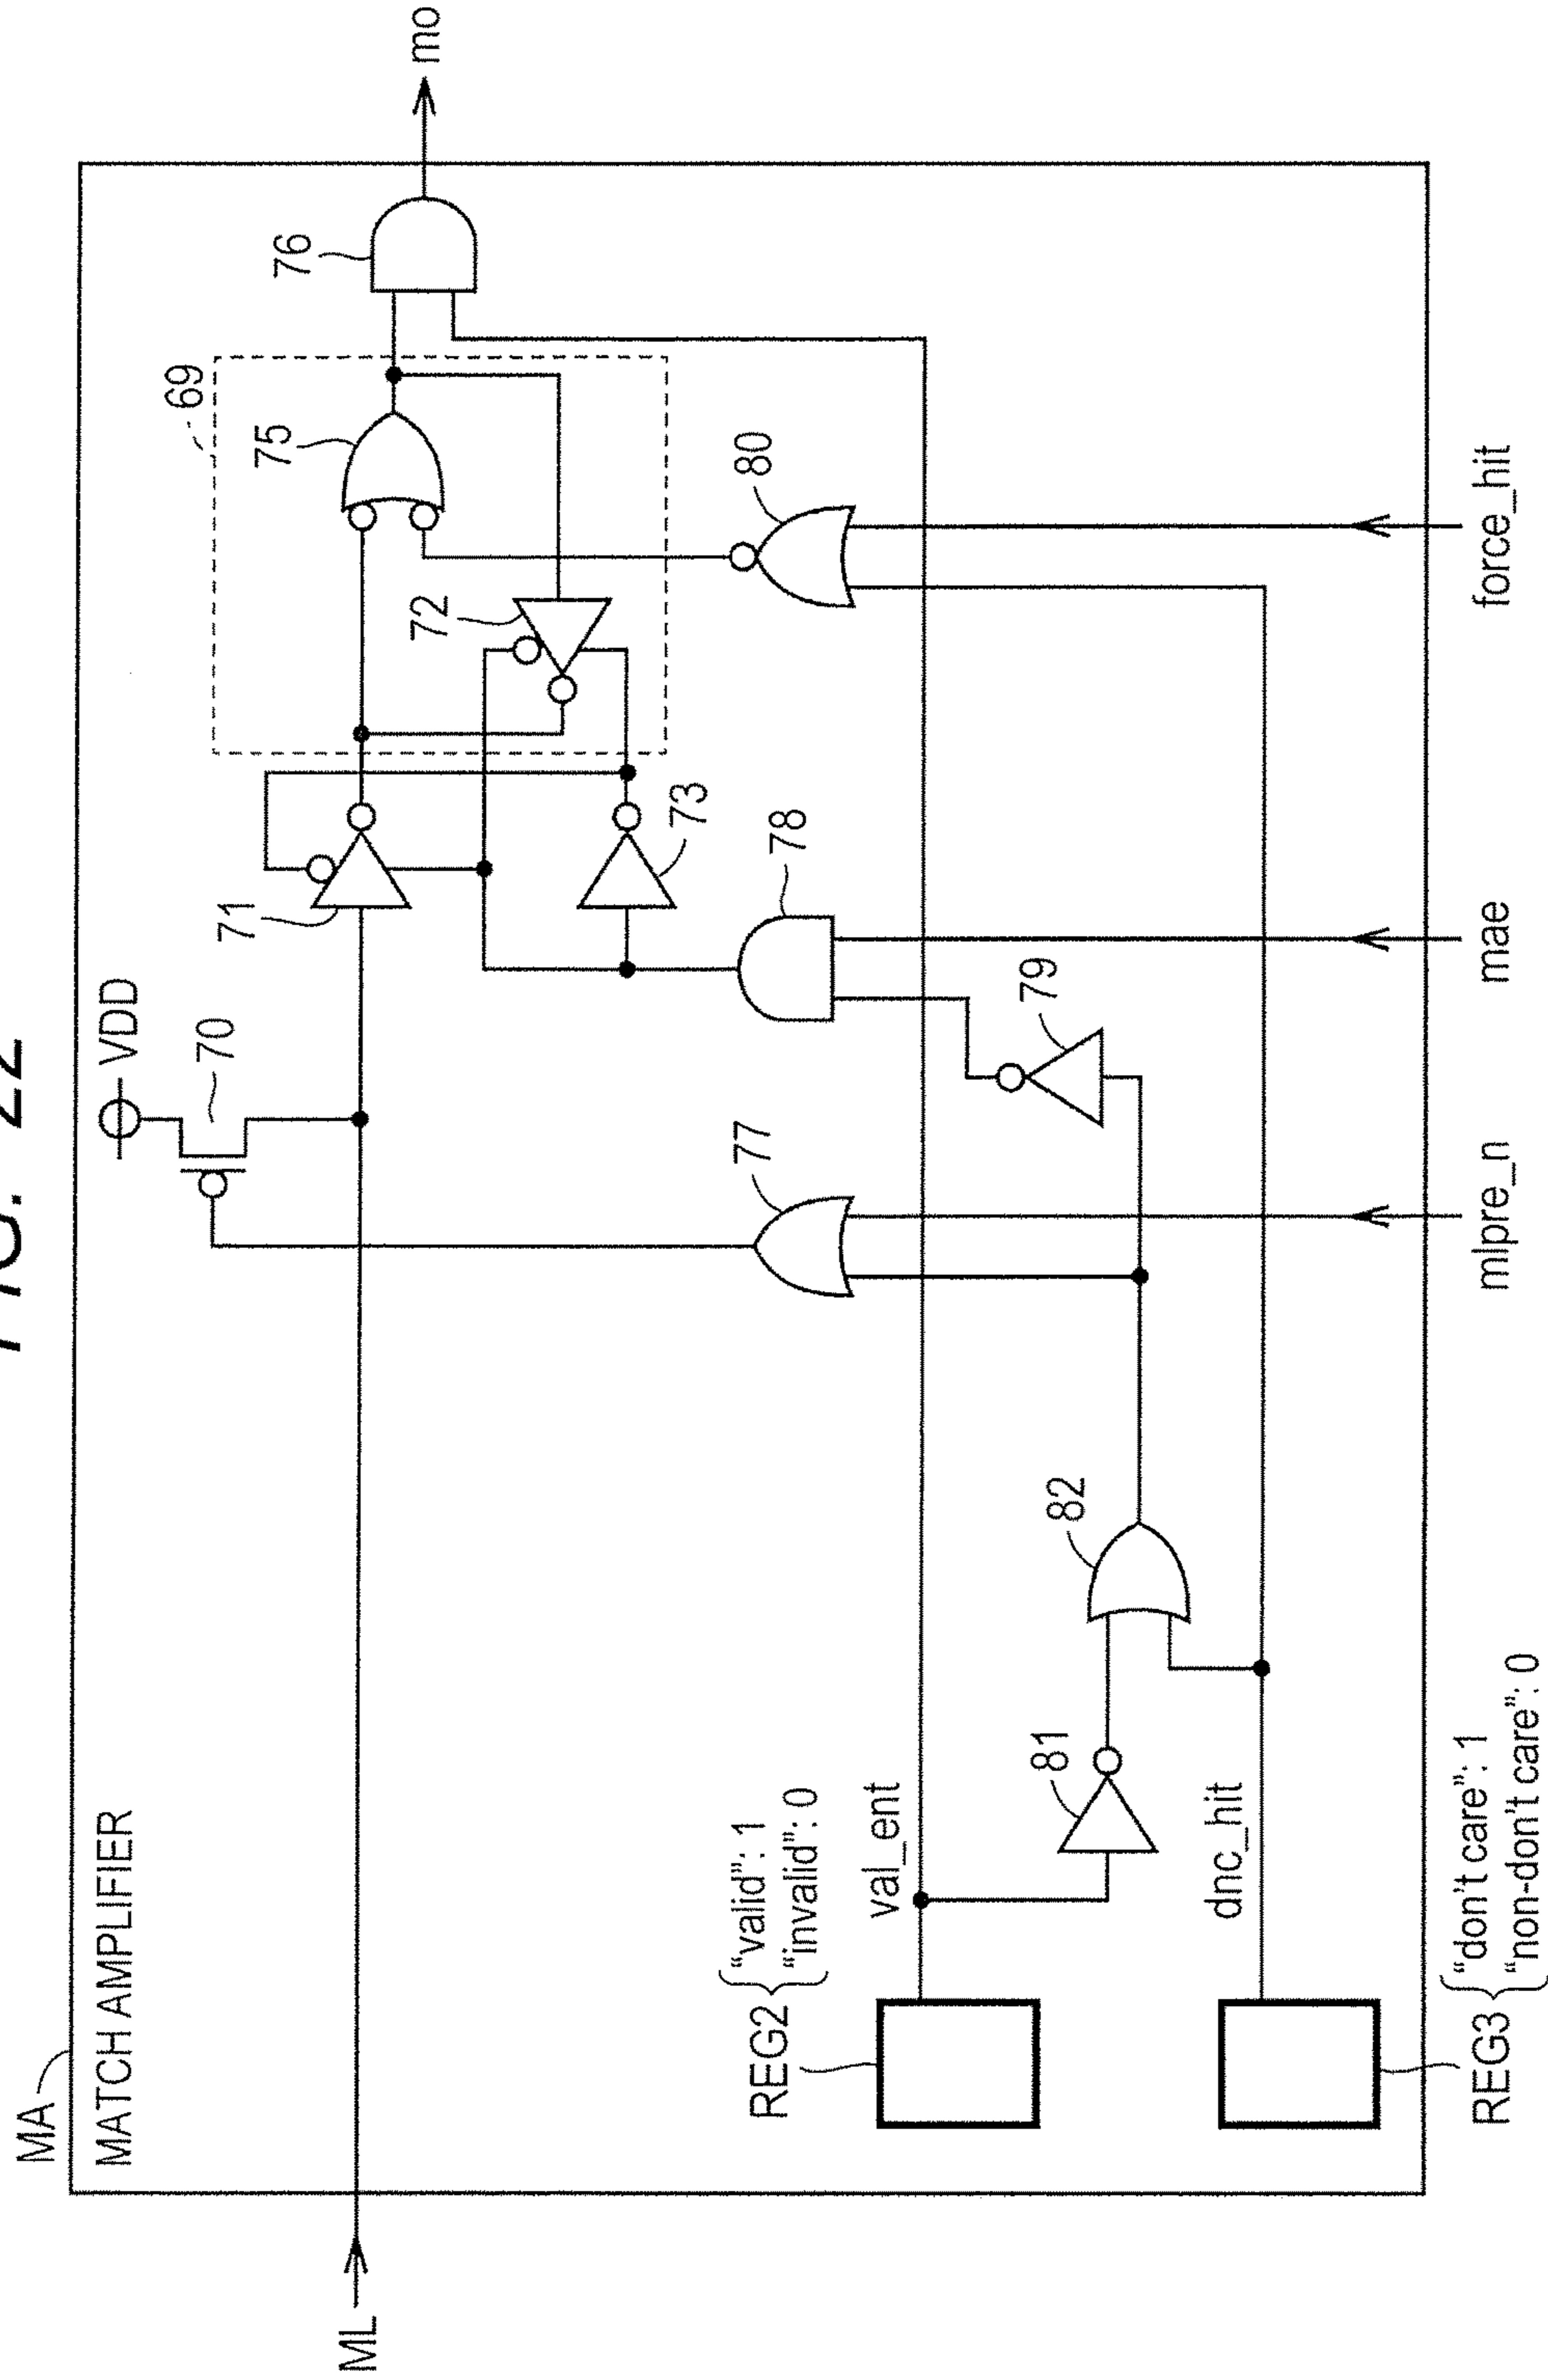 FIG. 22
MA
MATCH AMPLIFIER
ML
VDD
70
71
69
75
76
mo
72
73
77
78
80
79
REG2 { "valid": 1
"invalid": 0
val_ent
81
82
dnc_hit
REG3 { "don't care": 1
"non-don't care": 0
mlpre_n
mae
force_hit